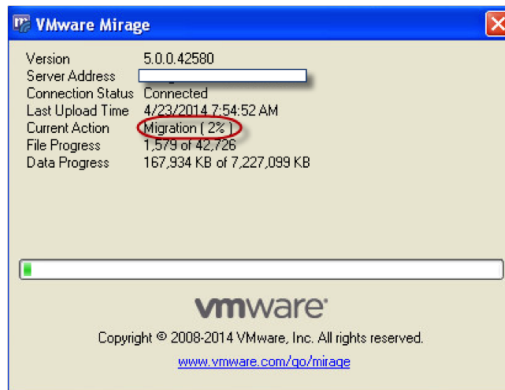 VMware Mirage
Version 5.0.0.42580
Server Address
Connection Status Connected
Last Upload Time 4/23/2014 7:54:52 AM
Current Action Migration ( 2% )
File Progress 1,579 of 42,726
Data Progress 167,934 KB of 7,227,099 KB
vmware
Copyright © 2008-2014 VMware, Inc. All rights reserved.
www.vmware.com/go/mirage